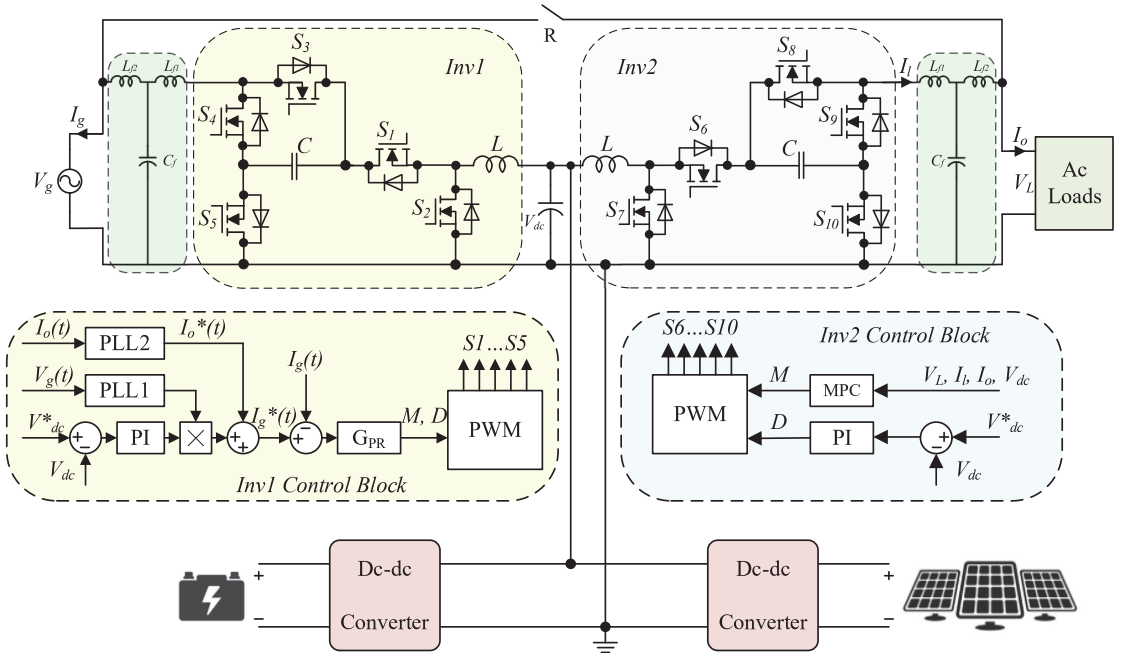 R
S3
S8
Lf2 Lf1
Inv1
Inv2
Il
Lf1 Lf2
S4
S9
Ig
S1
S6
Io
Cf
C
L
L
C
Cf
Vg
Ac
Loads
VL
S5
S2
Vdc
S7
S10
Io(t)
PLL2
Io*(t)
Vg(t)
PLL1
Ig(t)
S1...S5
V*dc
+
−
PI
×
+
+
Ig*(t)
−
+
GPR
M, D
PWM
Vdc
Inv1 Control Block
S6...S10
Inv2 Control Block
PWM
M
MPC
VL, Il, Io, Vdc
D
PI
+
−
V*dc
Vdc
+
−
Dc-dc
Converter
Dc-dc
Converter
+
−